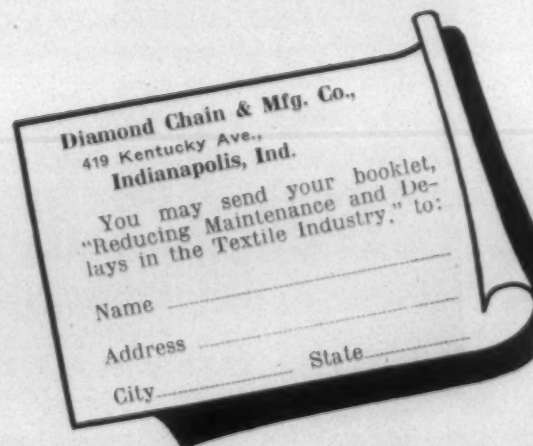 Diamond Chain & Mfg. Co.,
419 Kentucky Ave.,
Indianapolis, Ind.
You may send your booklet,
"Reducing Maintenance and De-
lays in the Textile Industry." to:
Name
Address
City State